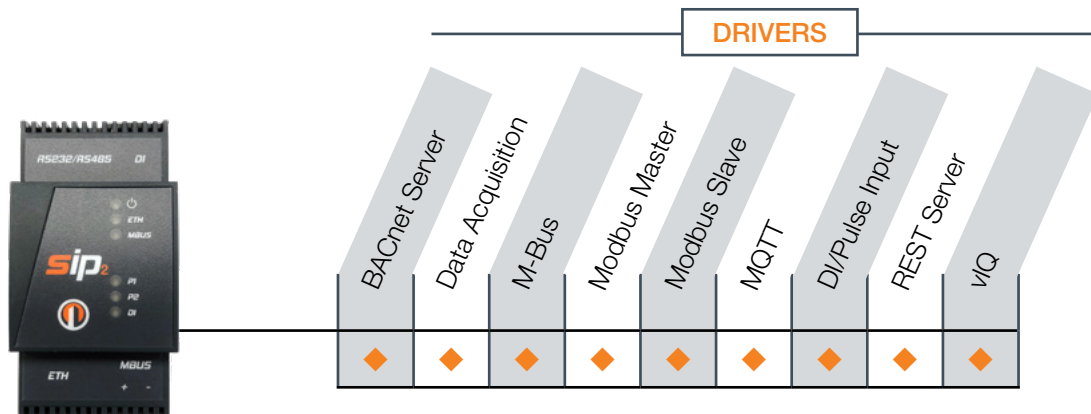 DRIVERS
BACnet Server
Data Acquisition
M-Bus
Modbus Master
Modbus Slave
MQTT
DI/Pulse Input
REST Server
vIQ
RS232/RS485 DI
ETH
MBUS
sip2
P1
P2
DI
MBUS
ETH + -